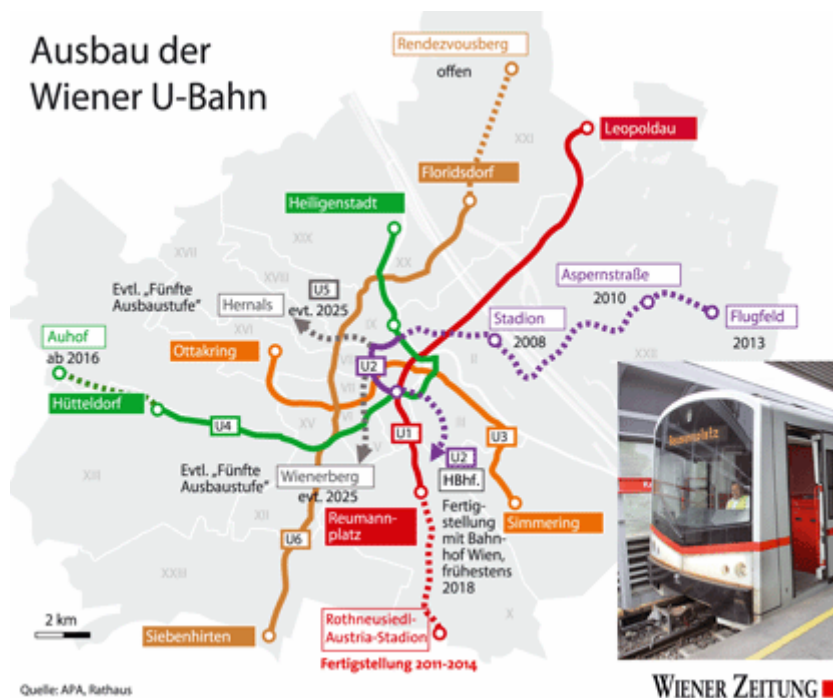 Ausbau der
Wiener U-Bahn
Rendezvousberg
offen
XXI
Leopoldau
Floridsdorf
Heiligenstadt
XIX
XVII
XVIII
XX
Evtl. „Fünfte
Ausbaustufe"
U5
evt. 2025
Hernals
IX
Aspernstraße
2010
Stadion
2008
Flugfeld
2013
Auhof
ab 2016
XVI
Ottakring
U2
II
XXII
Hütteldorf
U4
XV
V
III
U1
U3
U2
HBhf.
Evtl. „Fünfte
Ausbaustufe"
Wienerberg
evt. 2025
XIII
XII
Reumann-
platz
Simmering
Fertig-
stellung
mit Bahn-
hof Wien,
frühestens
2018
U6
XXIII
X
2 km
Siebenhirten
Rothneusiedl-
Austria-Stadion
Fertigstellung 2011-2014
Reumannplatz
Quelle: APA, Rathaus
WIENER ZEITUNG